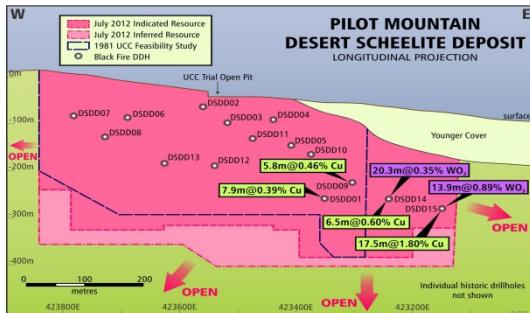 W
E
PILOT MOUNTAIN
DESERT SCHEELITE DEPOSIT
LONGITUDINAL PROJECTION
July 2012 Indicated Resource
July 2012 Inferred Resource
1981 UCC Feasibility Study
Black Fire DDH
UCC Trial Open Pit
0m
-100m
-200m
-300m
-400m
surface
Younger Cover
DSDD02
DSDD07
DSDD06
DSDD03
DSDD04
DSDD08
DSDD11
DSDD05
DSDD10
DSDD13
DSDD12
5.8m@0.46% Cu
20.3m@0.35% WO₃
13.9m@0.89% WO₃
7.9m@0.39% Cu
DSDD09
DSDD01
DSDD14
DSDD15
6.5m@0.60% Cu
17.5m@1.80% Cu
OPEN
OPEN
OPEN
OPEN
0 100 200
metres
Individual historic drillholes
not shown
423800E
423600E
423400E
423200E